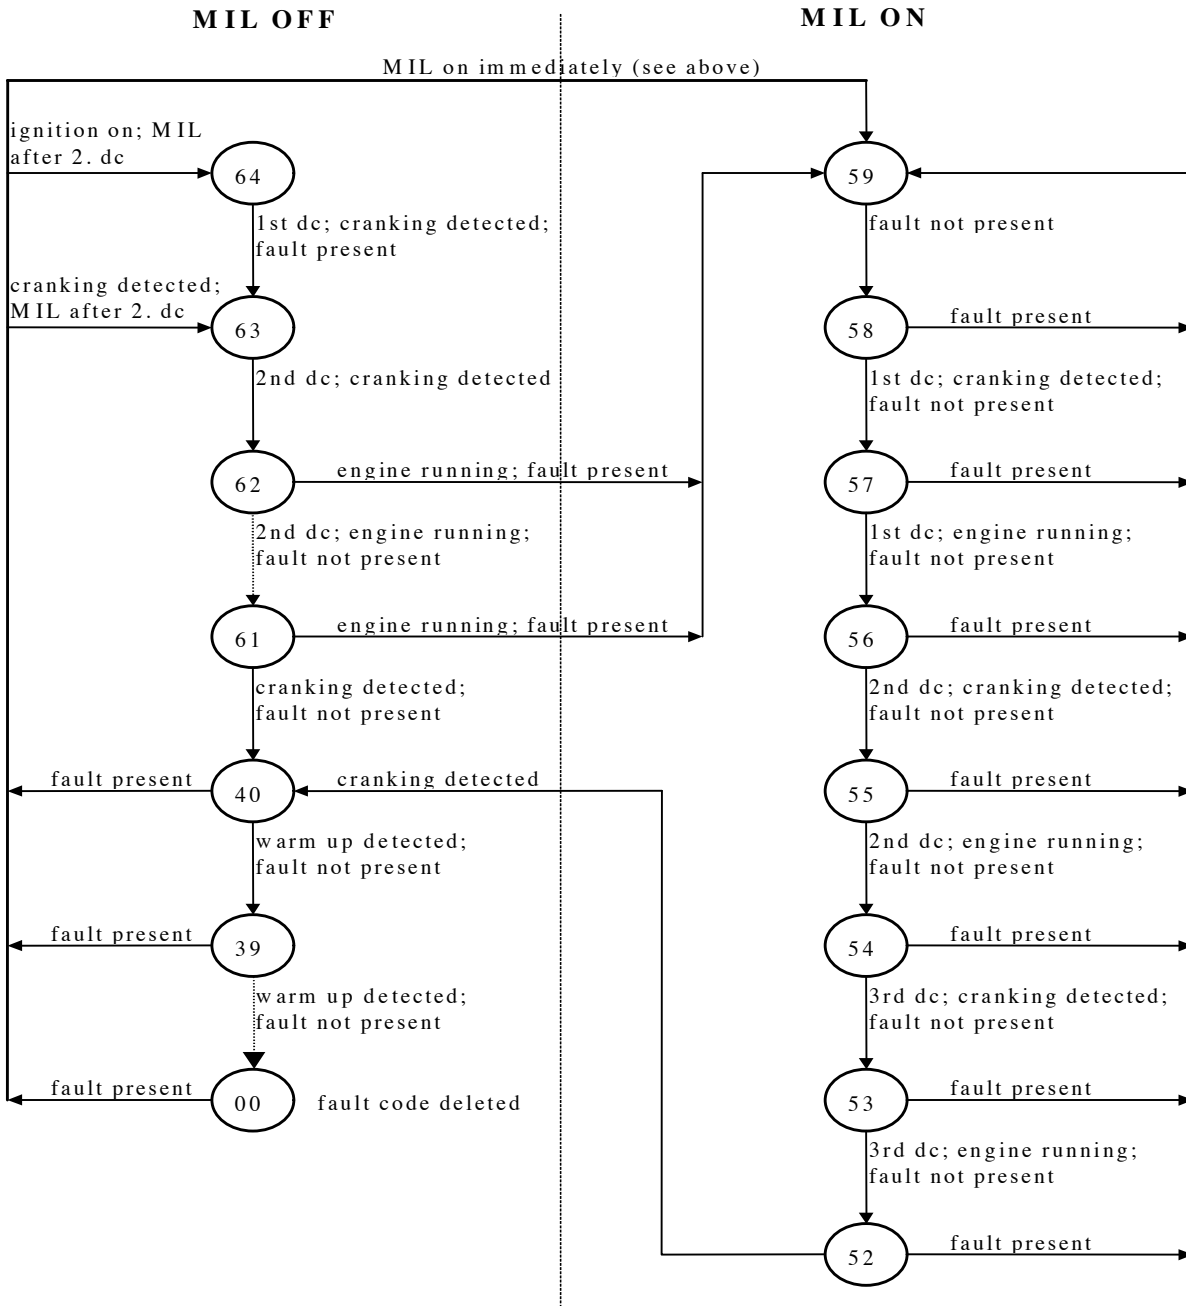 MIL OFF
MIL ON
MIL on immediately (see above)
ignition on; MIL
after 2. dc
64
59
1st dc; cranking detected;
fault present
fault not present
cranking detected;
MIL after 2. dc
63
58
fault present
2nd dc; cranking detected
1st dc; cranking detected;
fault not present
62
engine running; fault present
57
fault present
2nd dc; engine running;
fault not present
1st dc; engine running;
fault not present
61
engine running; fault present
56
fault present
cranking detected;
fault not present
2nd dc; cranking detected;
fault not present
fault present
40
cranking detected
55
fault present
warm up detected;
fault not present
2nd dc; engine running;
fault not present
fault present
39
54
fault present
warm up detected;
fault not present
3rd dc; cranking detected;
fault not present
fault present
00
fault code deleted
53
fault present
3rd dc; engine running;
fault not present
52
fault present